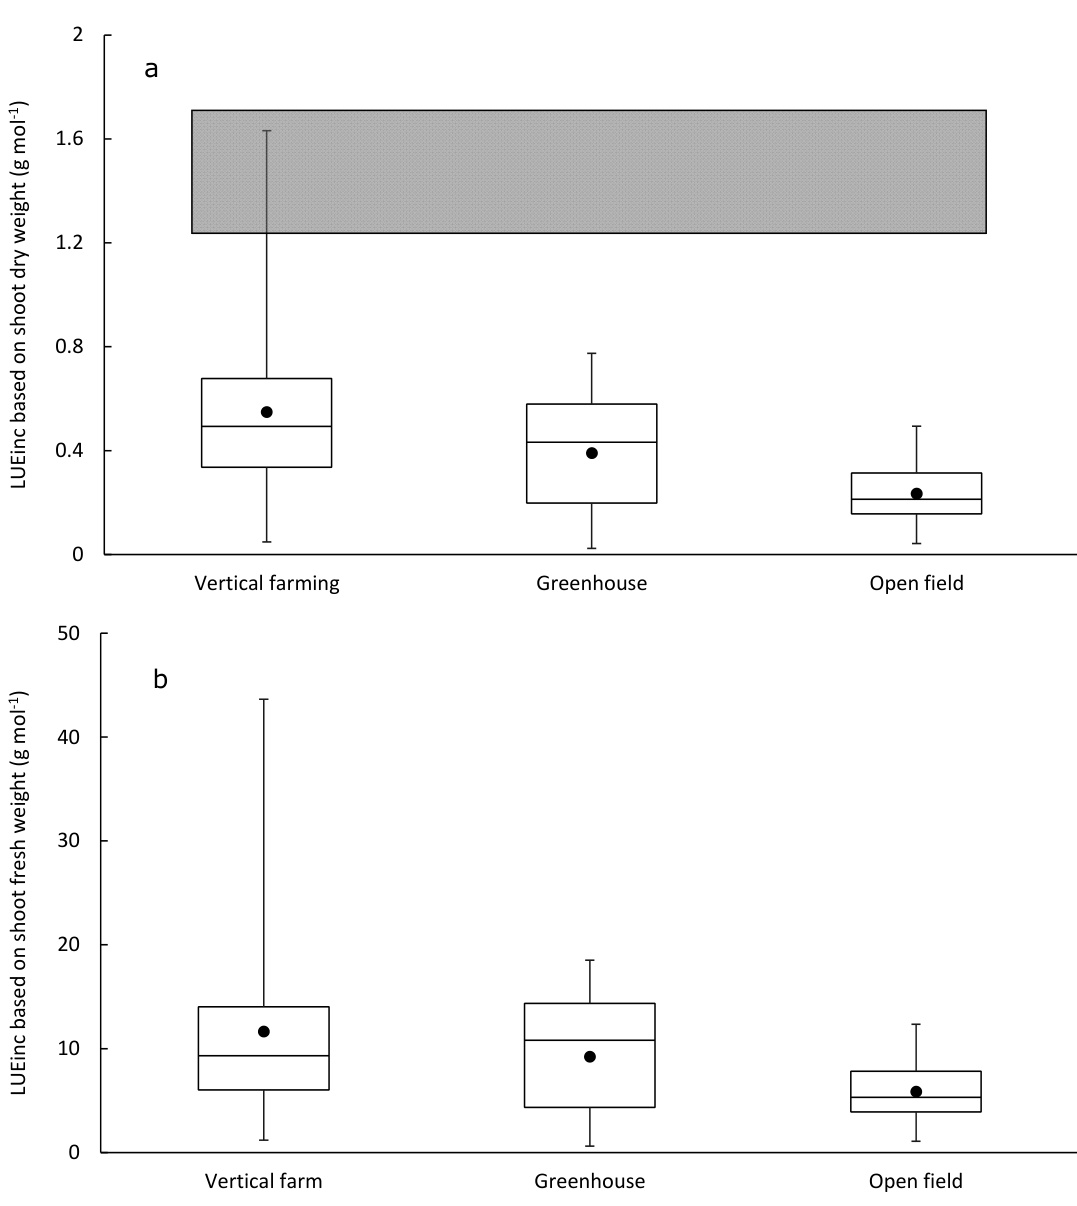 2
a
1.6
1.2
0.8
0.4
0
LUEinc based on shoot dry weight (g mol-1)
Vertical farming
Greenhouse
Open field
50
b
40
30
20
10
0
LUEinc based on shoot fresh weight (g mol-1)
Vertical farm
Greenhouse
Open field